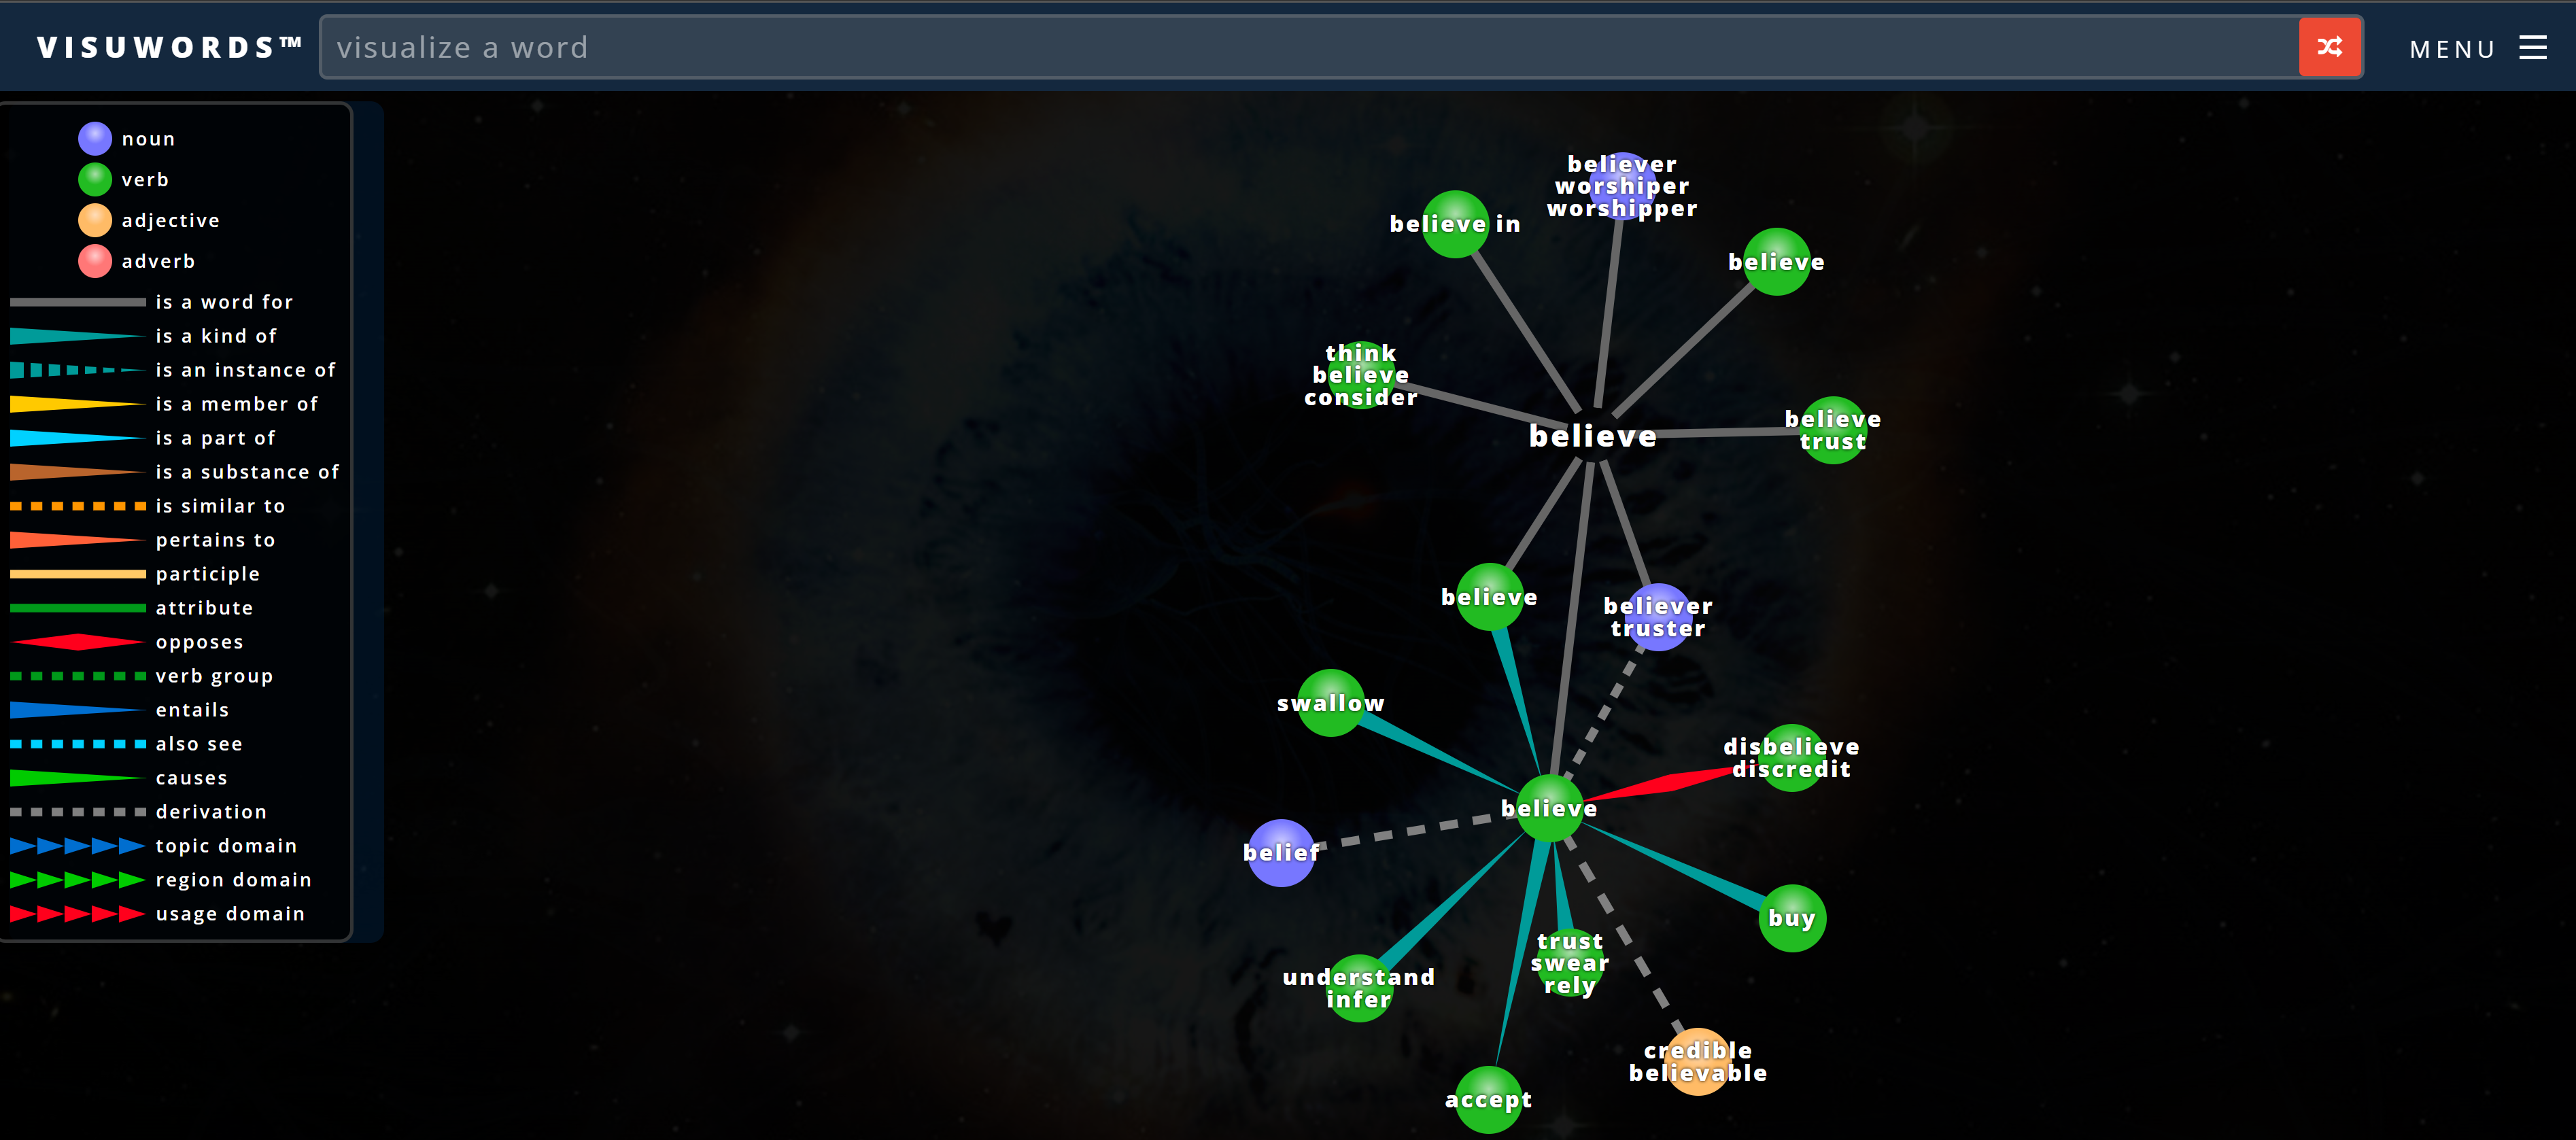 VISUWORDS™
visualize a word
MENU
noun
verb
adjective
adverb
is a word for
is a kind of
is an instance of
is a member of
is a part of
is a substance of
is similar to
pertains to
participle
attribute
opposes
verb group
entails
also see
causes
derivation
topic domain
region domain
usage domain
believer
worshiper
worshipper
believe in
believe
think
believe
consider
believe
trust
believe
believe
believer
truster
swallow
disbelieve
discredit
believe
belief
buy
trust
swear
rely
understand
infer
credible
believable
accept